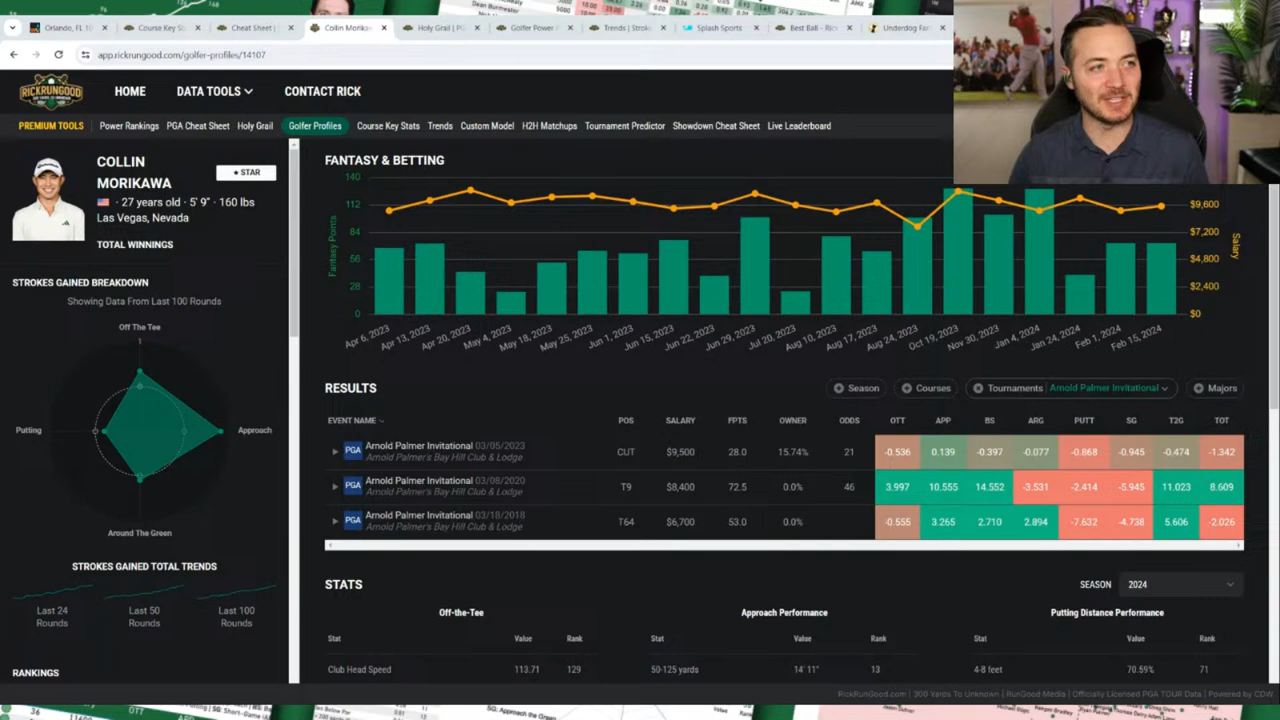 Orlando, FL 10
Course Key St
Cheat Sheet |
Collin Morikaw
Holy Grail | PG
Golfer Power
Trends | Stroke
Splash Sports
Best Ball - Rick
Underdog Fan
app.rickrungood.com/golfer-profiles/14107
RICKRUNGOOD
HOME
DATA TOOLS
CONTACT RICK
PREMIUM TOOLS
Power Rankings
PGA Cheat Sheet
Holy Grail
Golfer Profiles
Course Key Stats
Trends
Custom Model
H2H Matchups
Tournament Predictor
Showdown Cheat Sheet
Live Leaderboard
COLLIN
MORIKAWA
★ STAR
· 27 years old · 5' 9" · 160 lbs
Las Vegas, Nevada
TOTAL WINNINGS
STROKES GAINED BREAKDOWN
Showing Data From Last 100 Rounds
Off The Tee
1
Putting
Approach
Around The Green
STROKES GAINED TOTAL TRENDS
Last 24 Rounds
Last 50 Rounds
Last 100 Rounds
RANKINGS
FANTASY & BETTING
Fantasy Points
140
112
84
56
28
0
$9,600
$7,200
$4,800
$2,400
$0
Salary
Apr 6, 2023
Apr 13, 2023
Apr 20, 2023
May 4, 2023
May 18, 2023
May 25, 2023
Jun 1, 2023
Jun 15, 2023
Jun 22, 2023
Jun 29, 2023
Jul 20, 2023
Aug 10, 2023
Aug 17, 2023
Aug 24, 2023
Oct 19, 2023
Nov 30, 2023
Jan 4, 2024
Jan 24, 2024
Feb 1, 2024
Feb 15, 2024
RESULTS
Season
Courses
Tournaments | Arnold Palmer Invitational
Majors
EVENT NAME POS SALARY FPTS OWNER ODDS OTT APP BS ARG PUTT SG T2G TOT
PGA Arnold Palmer Invitational 03/05/2023 CUT $9,500 28.0 15.74% 21 -0.536 0.139 -0.397 -0.077 -0.868 -0.945 -0.474 -1.342
Arnold Palmer's Bay Hill Club & Lodge
PGA Arnold Palmer Invitational 03/08/2020 T9 $8,400 72.5 0.0% 46 3.997 10.555 14.552 -3.531 -2.414 -5.945 11.023 8.609
Arnold Palmer's Bay Hill Club & Lodge
PGA Arnold Palmer Invitational 03/18/2018 T64 $6,700 53.0 0.0% -0.555 3.265 2.710 2.894 -7.632 -4.738 5.606 -2.026
Arnold Palmer's Bay Hill Club & Lodge
STATS
SEASON 2024
Off-the-Tee
Stat Value Rank
Club Head Speed 113.71 129
Approach Performance
Stat Value Rank
50-125 yards 14' 11" 13
Putting Distance Performance
Stat Value Rank
4-8 feet 70.59% 71
RickRunGood.com | 300 Yards To Unknown | RunGood Media | Officially Licensed PGA TOUR Data | Powered by CDW